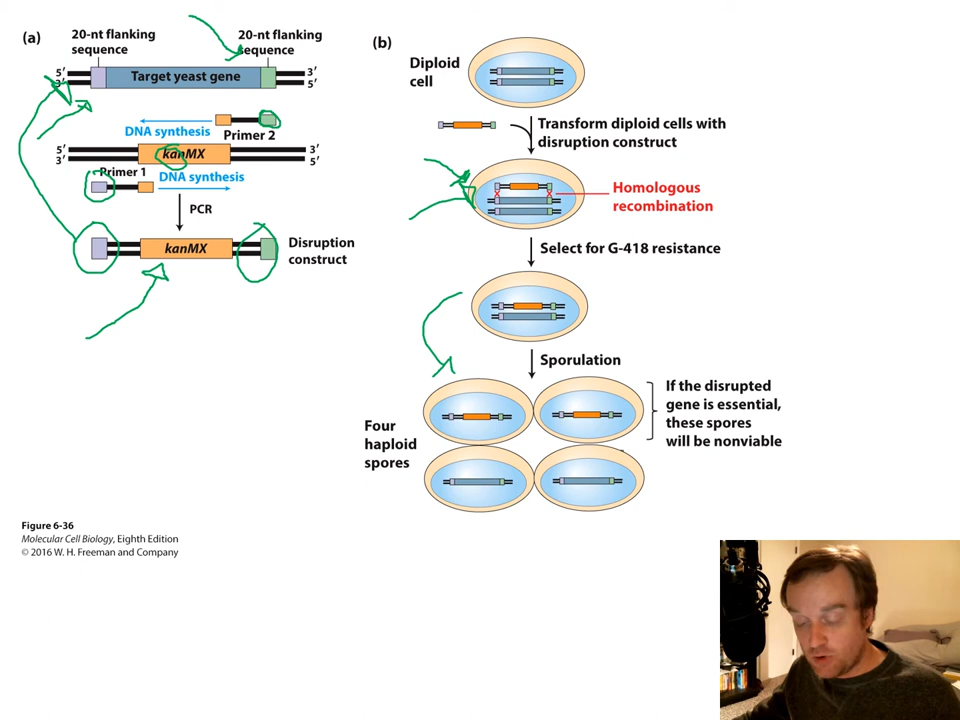 (a)
20-nt flanking
sequence
20-nt flanking
sequence
5′
3′
Target yeast gene
3′
5′
DNA synthesis
Primer 2
5′
3′
kanMX
3′
5′
Primer 1
DNA synthesis
PCR
kanMX
Disruption
construct
(b)
Diploid
cell
Transform diploid cells with
disruption construct
Homologous
recombination
Select for G-418 resistance
Sporulation
Four
haploid
spores
If the disrupted
gene is essential,
these spores
will be nonviable
Figure 6-36
Molecular Cell Biology, Eighth Edition
© 2016 W. H. Freeman and Company